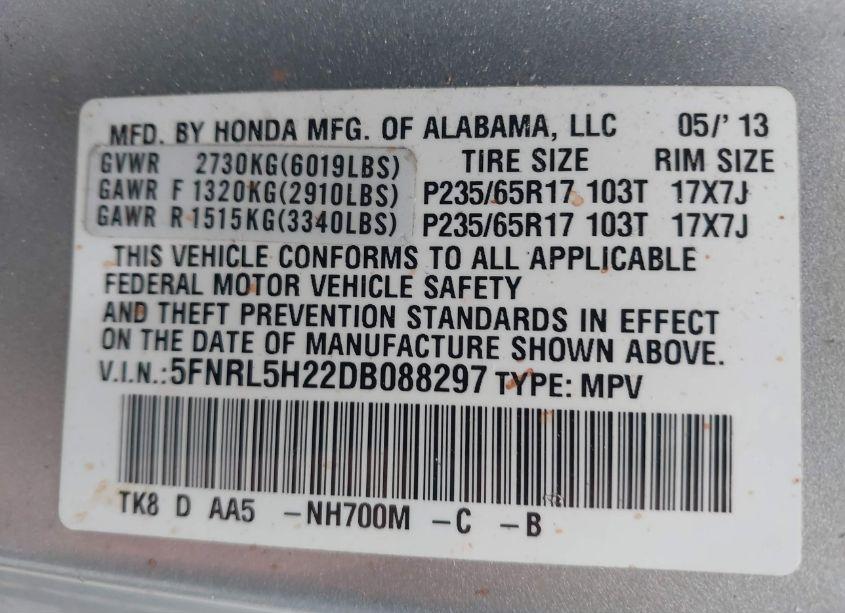 MFD. BY HONDA MFG. OF ALABAMA, LLC 05/' 13
GVWR 2730KG(6019LBS) TIRE SIZE RIM SIZE
GAWR F 1320KG(2910LBS) P235/65R17 103T 17X7J
GAWR R1515KG(3340LBS) P235/65R17 103T 17X7J
THIS VEHICLE CONFORMS TO ALL APPLICABLE
FEDERAL MOTOR VEHICLE SAFETY
AND THEFT PREVENTION STANDARDS IN EFFECT
ON THE DATE OF MANUFACTURE SHOWN ABOVE.
V.I.N.:5FNRL5H22DB088297 TYPE: MPV
TK8 D AA5 -NH700M -C -B